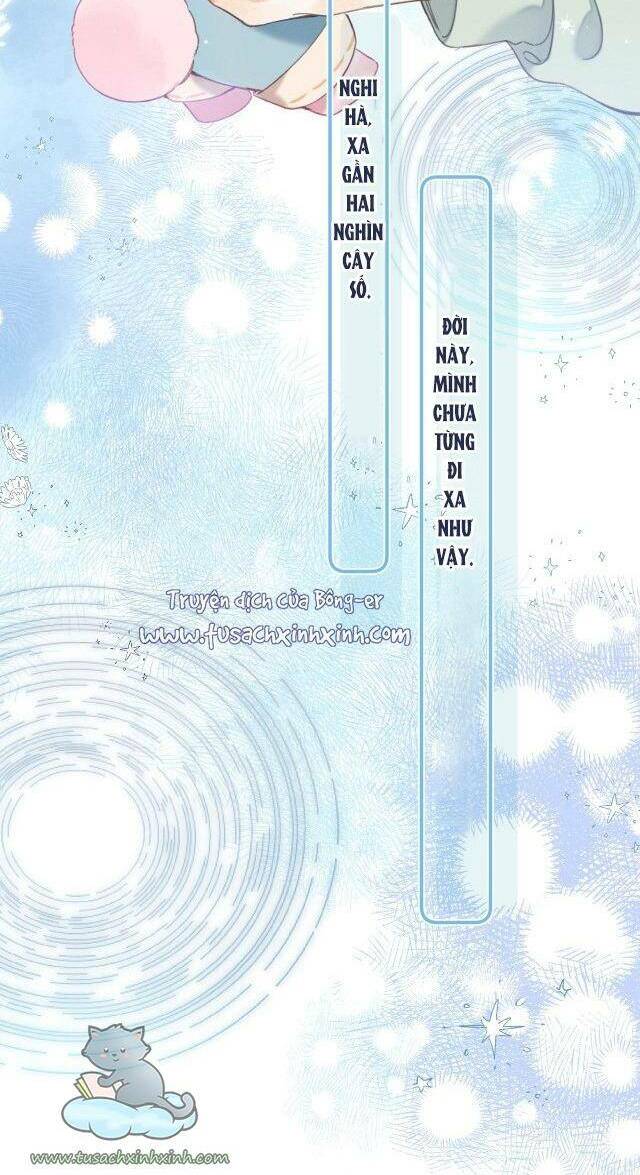 NGHI
HÀ,
XA
GẦN
HAI
NGHÌN
CÂY
SỐ.
ĐỜI
NÀY,
MÌNH
CHƯA
TỪNG
ĐI
XA
NHƯ
VẬY.
Truyện dịch của Bông-er
www.tusachxinhxinh.com
www.tusachxinhxinh.com